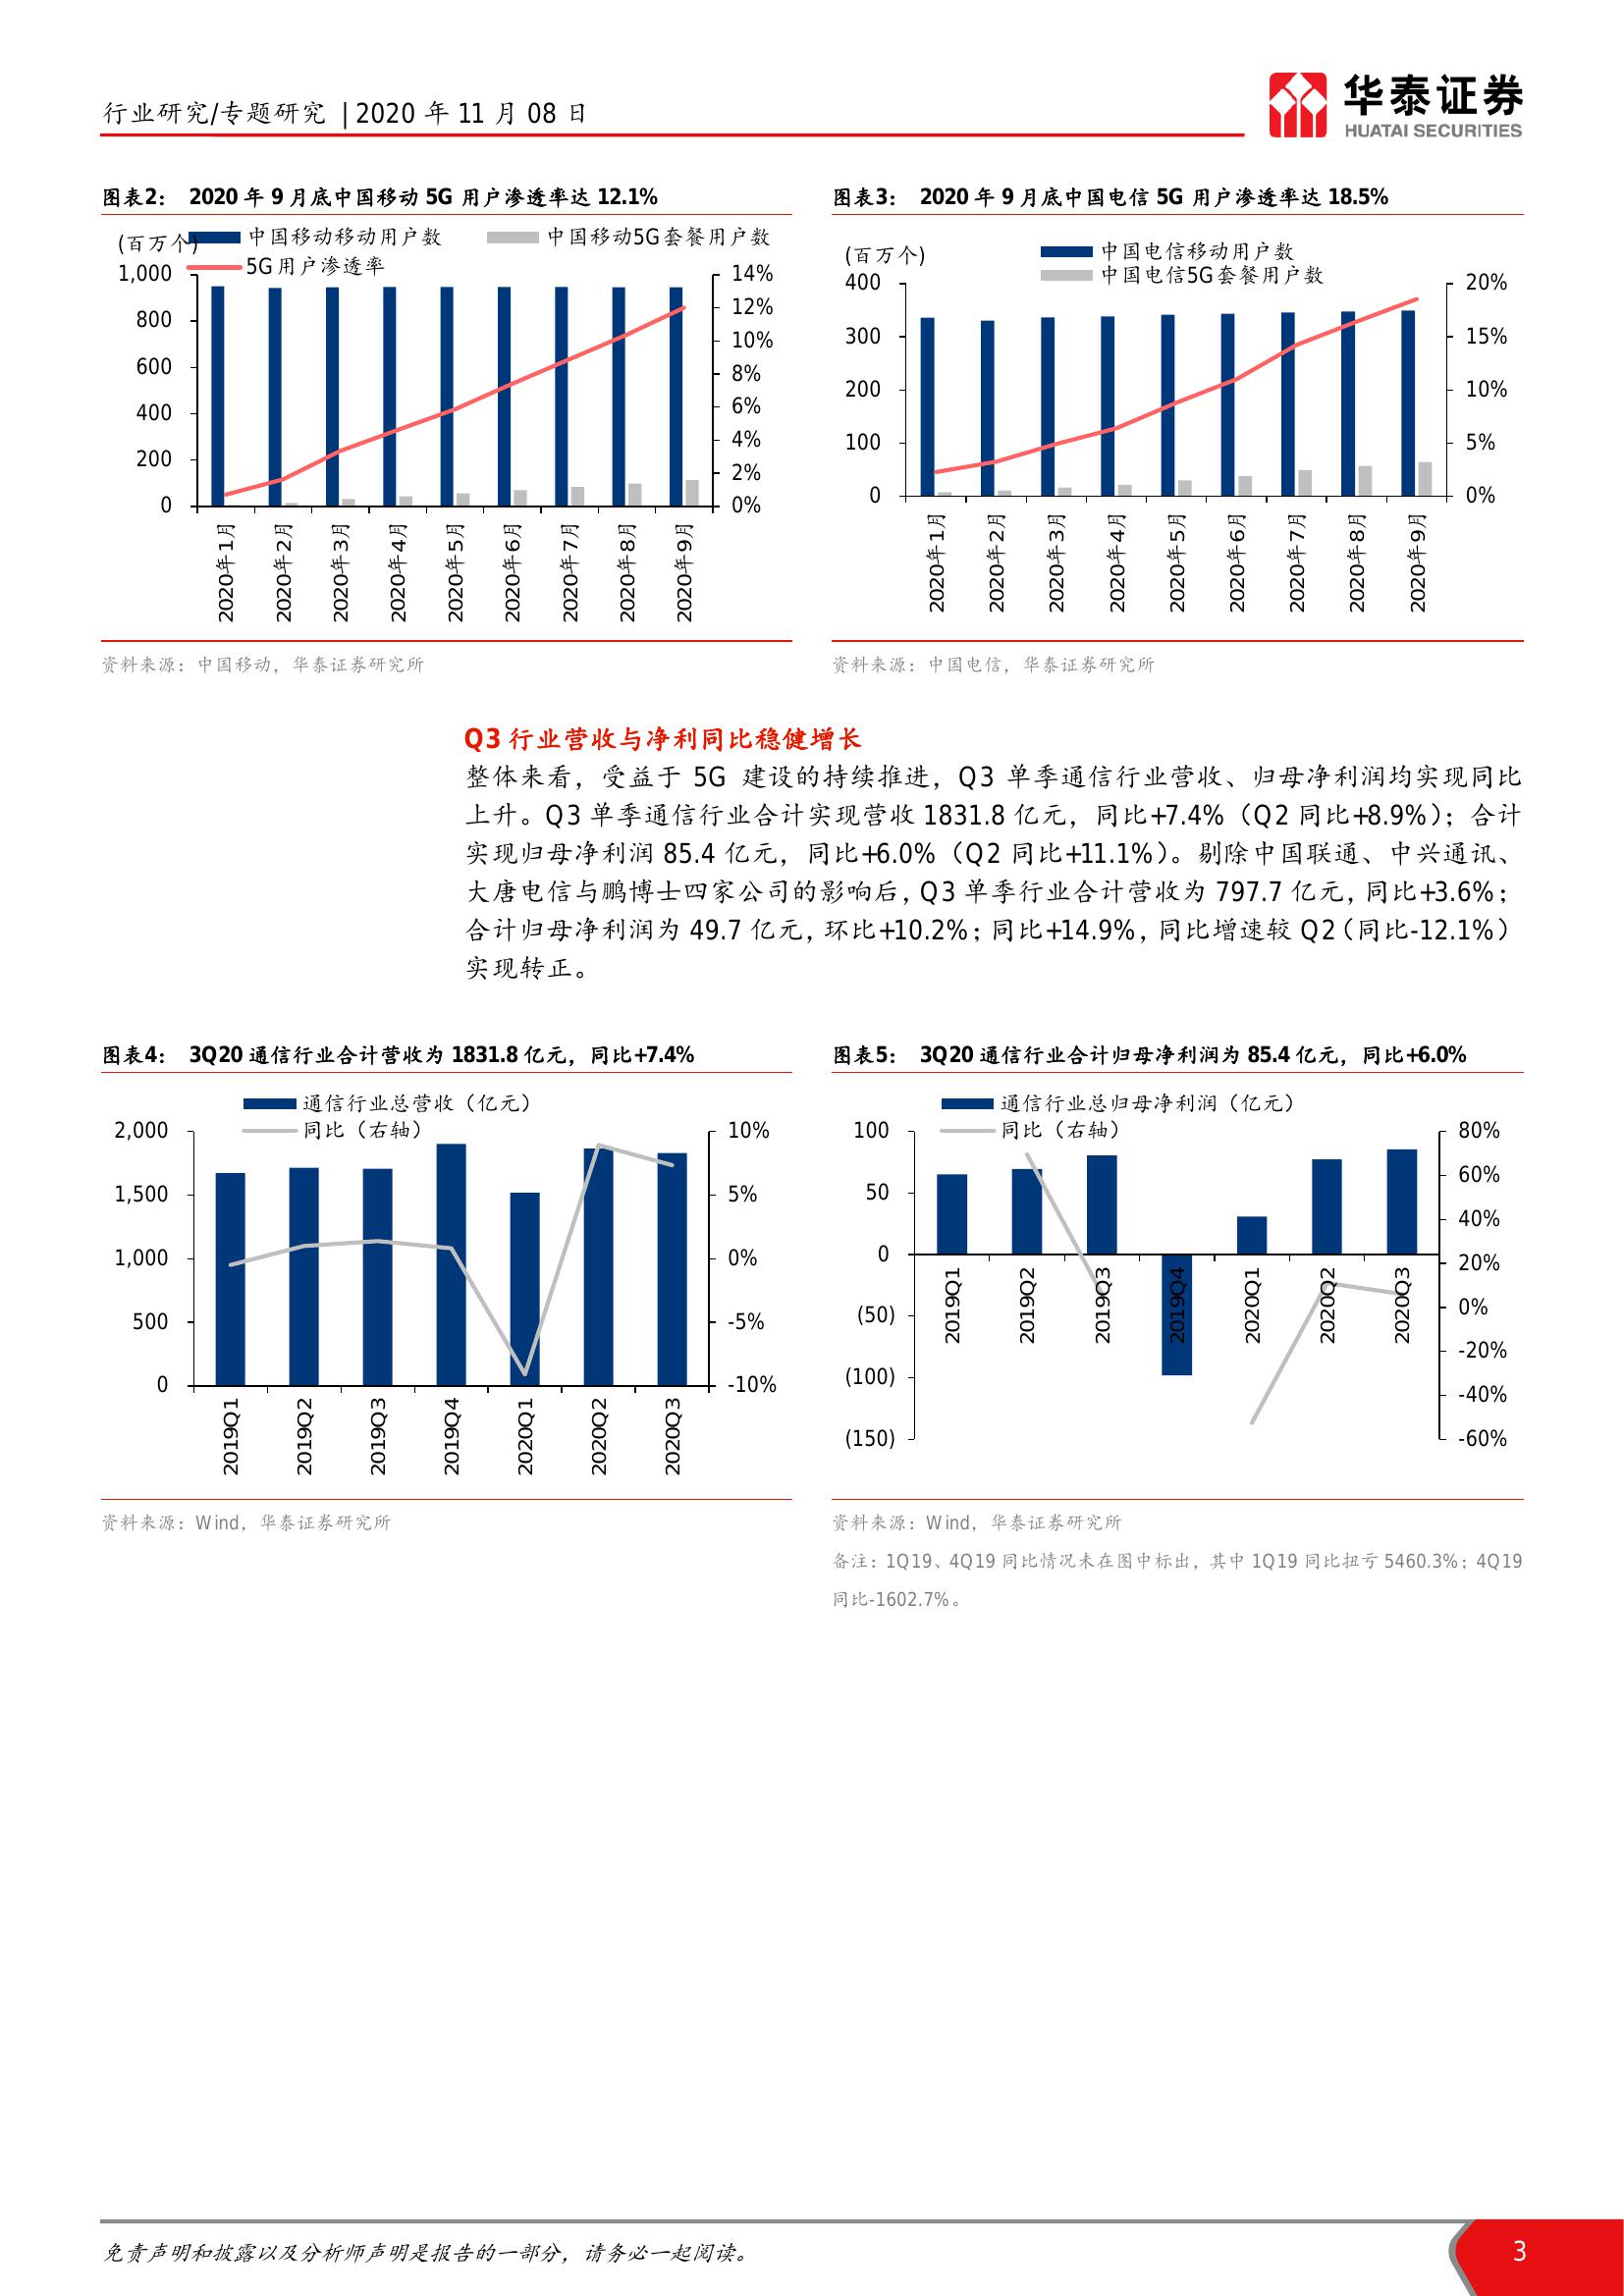 行业研究/专题研究 | 2020 年 11 月 08 日
华泰证券
HUATAI SECURITIES
图表2： 2020 年 9 月底中国移动 5G 用户渗透率达 12.1%
(百万个)
中国移动移动用户数
中国移动5G套餐用户数
5G用户渗透率
1,000
800
600
400
200
0
14%
12%
10%
8%
6%
4%
2%
0%
2020年1月
2020年2月
2020年3月
2020年4月
2020年5月
2020年6月
2020年7月
2020年8月
2020年9月
资料来源：中国移动，华泰证券研究所
图表3： 2020 年 9 月底中国电信 5G 用户渗透率达 18.5%
(百万个)
中国电信移动用户数
中国电信5G套餐用户数
400
300
200
100
0
20%
15%
10%
5%
0%
2020年1月
2020年2月
2020年3月
2020年4月
2020年5月
2020年6月
2020年7月
2020年8月
2020年9月
资料来源：中国电信，华泰证券研究所
Q3 行业营收与净利同比稳健增长
整体来看，受益于 5G 建设的持续推进，Q3 单季通信行业营收、归母净利润均实现同比
上升。Q3 单季通信行业合计实现营收 1831.8 亿元，同比+7.4%（Q2 同比+8.9%）；合计
实现归母净利润 85.4 亿元，同比+6.0%（Q2 同比+11.1%）。剔除中国联通、中兴通讯、
大唐电信与鹏博士四家公司的影响后，Q3 单季行业合计营收为 797.7 亿元，同比+3.6%；
合计归母净利润为 49.7 亿元，环比+10.2%；同比+14.9%，同比增速较 Q2（同比-12.1%）
实现转正。
图表4： 3Q20 通信行业合计营收为 1831.8 亿元，同比+7.4%
通信行业总营收（亿元）
同比（右轴）
2,000
1,500
1,000
500
0
10%
5%
0%
-5%
-10%
2019Q1
2019Q2
2019Q3
2019Q4
2020Q1
2020Q2
2020Q3
资料来源：Wind，华泰证券研究所
图表5： 3Q20 通信行业合计归母净利润为 85.4 亿元，同比+6.0%
通信行业总归母净利润（亿元）
同比（右轴）
100
50
0
(50)
(100)
(150)
80%
60%
40%
20%
0%
-20%
-40%
-60%
2019Q1
2019Q2
2019Q3
2019Q4
2020Q1
2020Q2
2020Q3
资料来源：Wind，华泰证券研究所
备注：1Q19、4Q19 同比情况未在图中标出，其中 1Q19 同比扭亏 5460.3%；4Q19
同比-1602.7%。
免责声明和披露以及分析师声明是报告的一部分，请务必一起阅读。
3